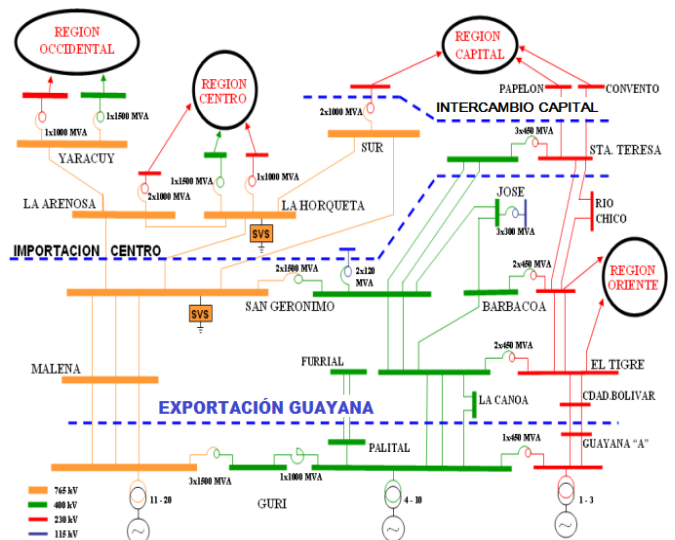 REGION
OCCIDENTAL
REGION
CENTRO
REGION
CAPITAL
PAPELON
CONVENTO
INTERCAMBIO CAPITAL
1x1000 MVA
1x1500 MVA
2x1000 MVA
3x450 MVA
YARACUY
SUR
STA. TERESA
1x1500 MVA
1x1000 MVA
2x1000 MVA
JOSE
3x300 MVA
RIO
CHICO
LA ARENOSA
LA HORQUETA
SVS
IMPORTACION CENTRO
2x1500 MVA
2x120
MVA
2x450 MVA
REGION
ORIENTE
SAN GERONIMO
BARBACOA
SVS
MALENA
FURRIAL
2x450 MVA
EL TIGRE
LA CANOA
CDAD.BOLIVAR
EXPORTACIÓN GUAYANA
PALITAL
GUAYANA "A"
1x450 MVA
3x1500 MVA
1x1000 MVA
GURI
11 - 20
4 - 10
1 - 3
765 kV
400 kV
230 kV
115 kV